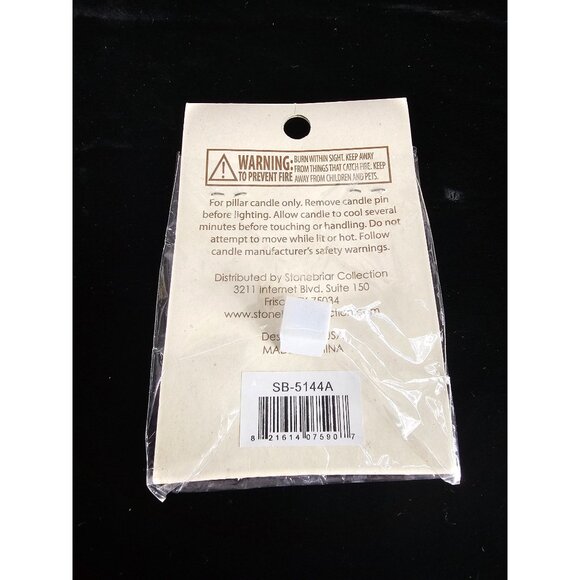 WARNING:
TO PREVENT FIRE
BURN WITHIN SIGHT. KEEP AWAY
FROM THINGS THAT CATCH FIRE. KEEP
AWAY FROM CHILDREN AND PETS.
For pillar candle only. Remove candle pin
before lighting. Allow candle to cool several
minutes before touching or handling. Do not
attempt to move while lit or hot. Follow
candle manufacturer's safety warnings.
Distributed by Stonebriar Collection
3211 Internet Blvd. Suite 150
75034
SB-5144A
8 21614 07590 7